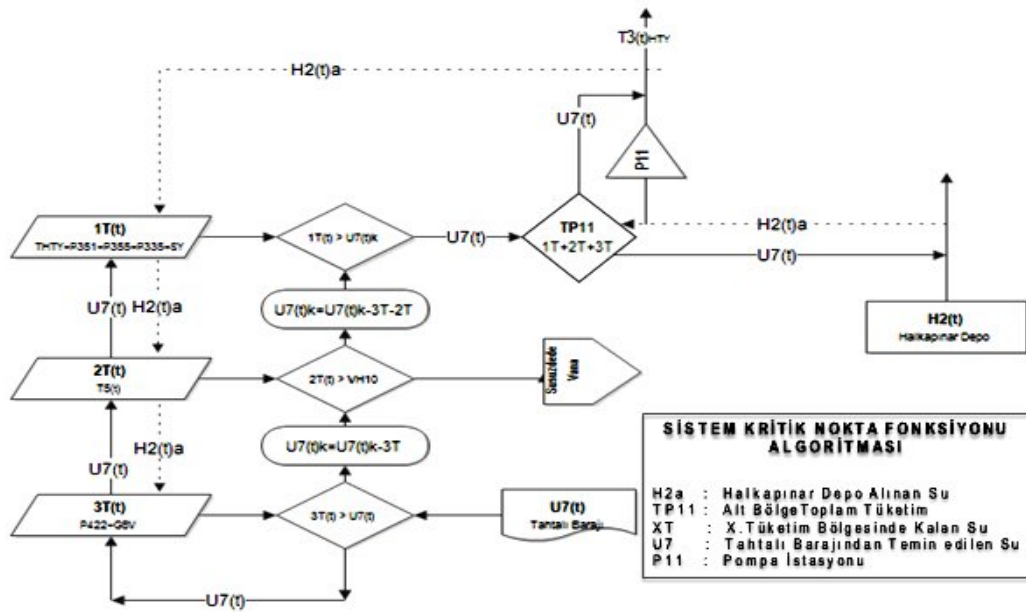 T3(t)HTY
H2(t)a
U7(t)
P11
1T(t)
THTY-P351-P355-P335-SY
1T(t) > U7(t)k
U7(t)
TP11
1T+2T+3T
H2(t)a
U7(t)
U7(t)
H2(t)a
U7(t)k=U7(t)k-3T-2T
H2(t)
Halkapınar Depo
2T(t)
T5(t)
2T(t) > VH10
Susuzdede
Vana
U7(t)
H2(t)a
U7(t)k=U7(t)k-3T
3T(t)
P422-GBV
3T(t) > U7(t)
U7(t)
Tahtalı Barajı
U7(t)
SİSTEM KRİTİK NOKTA FONKSİYONU
ALGORİTMASI
H2a : Halkapınar Depo Alınan Su
TP11 : Alt BölgeToplam Tüketim
XT : X.Tüketim Bölgesinde Kalan Su
U7 : Tahtalı Barajından Temin edilen Su
P11 : Pompa İstasyonu